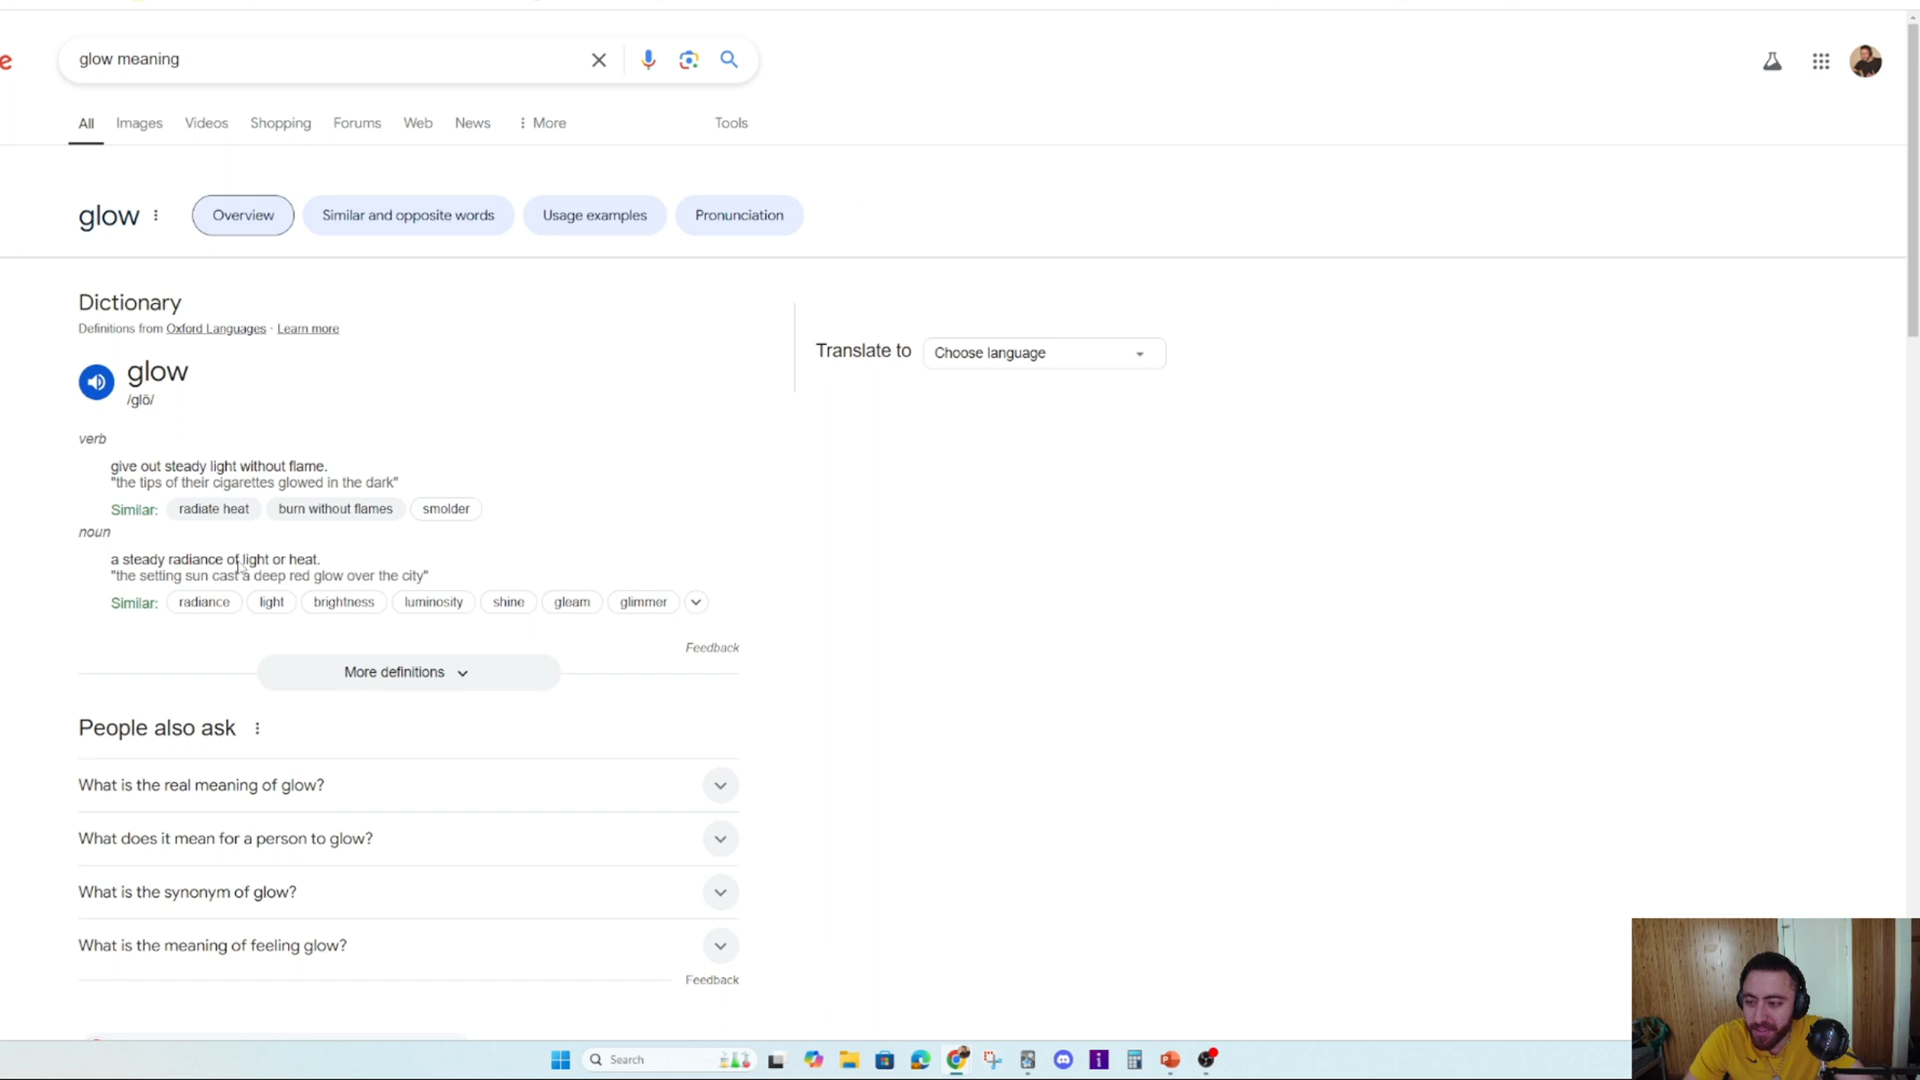 e glow meaning
All Images Videos Shopping Forums Web News More Tools
glow Overview Similar and opposite words Usage examples Pronunciation
Dictionary
Definitions from Oxford Languages · Learn more
Translate to Choose language
glow
/glō/
verb
give out steady light without flame.
"the tips of their cigarettes glowed in the dark"
Similar: radiate heat burn without flames smolder
noun
a steady radiance of light or heat.
"the setting sun cast a deep red glow over the city"
Similar: radiance light brightness luminosity shine gleam glimmer
Feedback
More definitions
People also ask
What is the real meaning of glow?
What does it mean for a person to glow?
What is the synonym of glow?
What is the meaning of feeling glow?
Feedback
Search